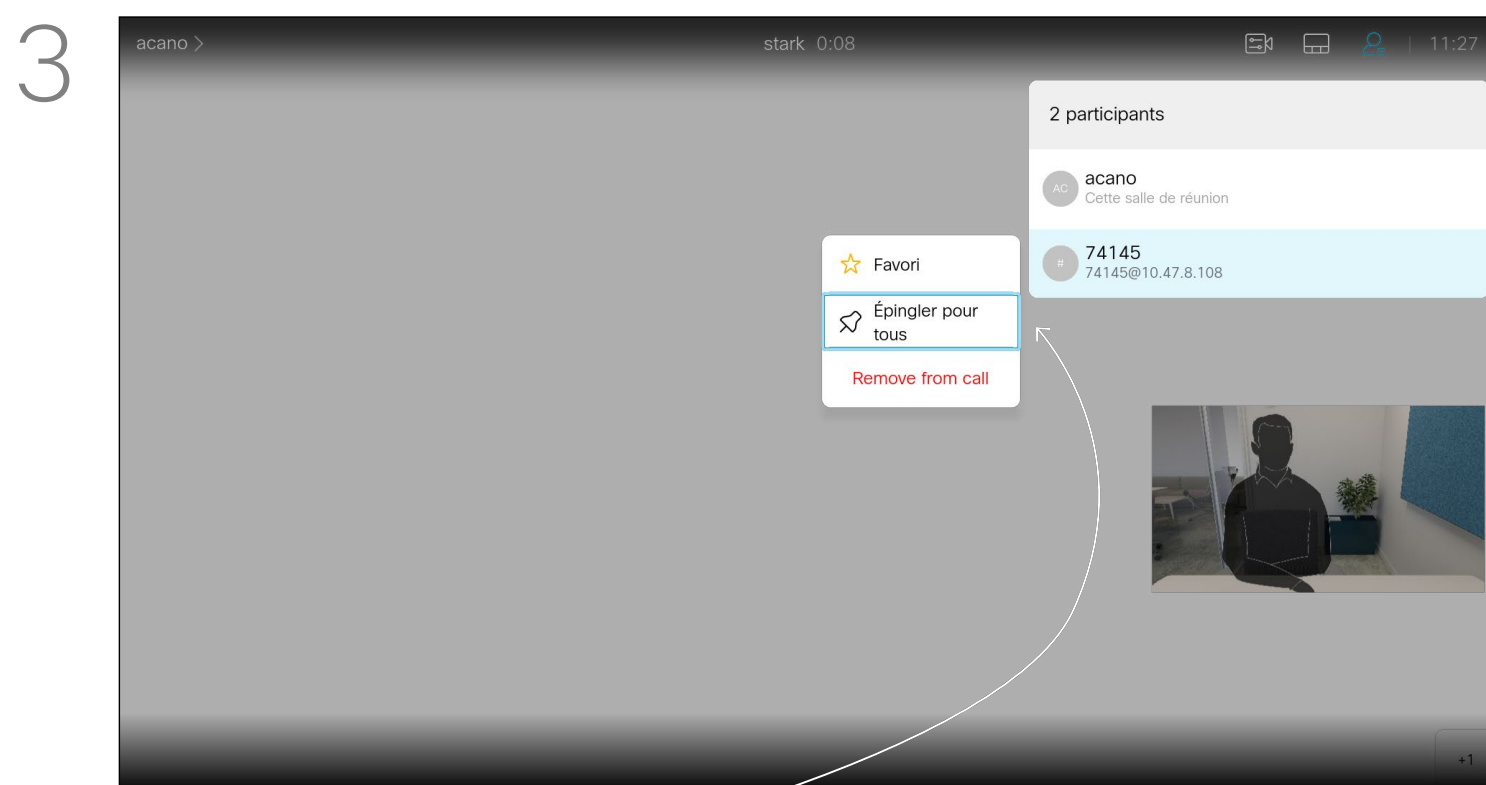 3
acano >
stark 0:08
11:27
2 participants
AC
acano
Cette salle de réunion
#
74145
74145@10.47.8.108
Favori
Épingler pour
tous
Remove from call
+1